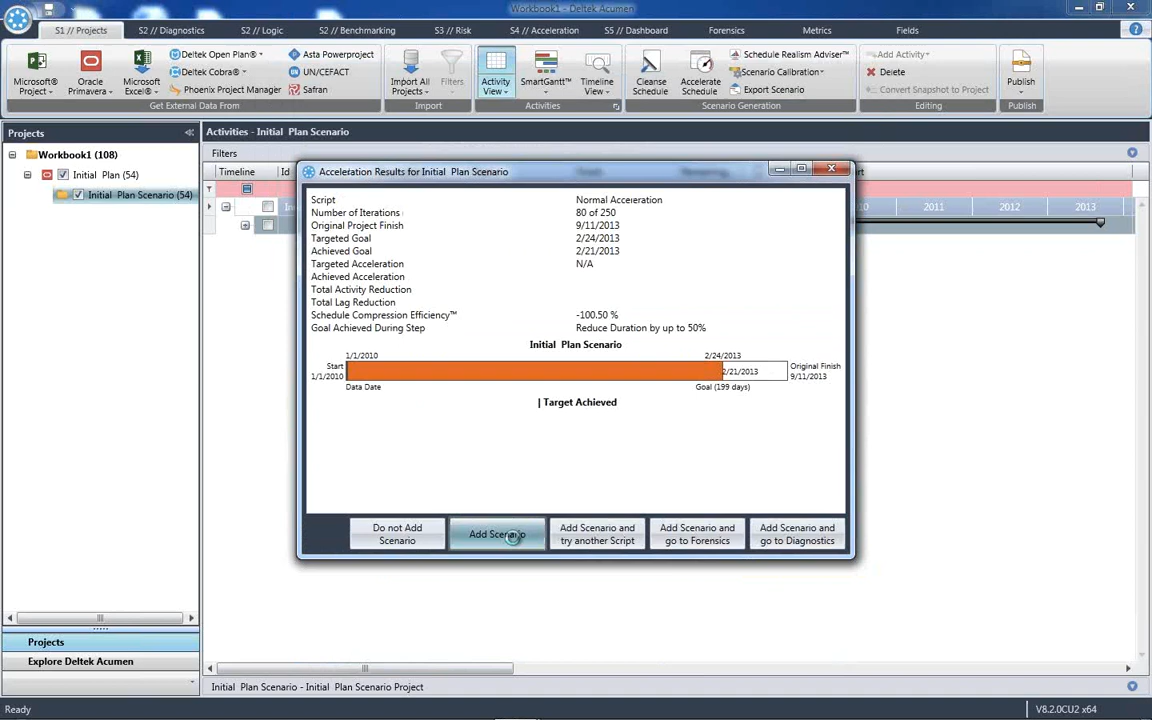 Workbook1 - Deltek Acumen
S1 // Projects
S2 // Diagnostics
S2 // Logic
S2 // Benchmarking
S3 // Risk
S4 // Acceleration
S5 // Dashboard
Forensics
Metrics
Fields
Microsoft® Project
Oracle Primavera
Microsoft Excel®
Deltek Open Plan®
Deltek Cobra®
Phoenix Project Manager
Asta Powerproject
UN/CEFACT
Safran
Import All Projects
Filters
Activity View
SmartGantt™
Timeline View
Cleanse Schedule
Accelerate Schedule
Schedule Realism Adviser™
Scenario Calibration
Export Scenario
Add Activity
Delete
Convert Snapshot to Project
Publish
Get External Data From
Import
Activities
Scenario Generation
Editing
Publish
Projects
Activities - Initial Plan Scenario
Workbook1 (108)
Filters
Initial Plan (54)
Timeline Id
Initial Plan Scenario (54)
2011 2012 2013
Acceleration Results for Initial Plan Scenario
Script Normal Acceleration
Number of Iterations 80 of 250
Original Project Finish 9/11/2013
Targeted Goal 2/24/2013
Achieved Goal 2/21/2013
Targeted Acceleration N/A
Achieved Acceleration
Total Activity Reduction
Total Lag Reduction
Schedule Compression Efficiency™ -100.50 %
Goal Achieved During Step Reduce Duration by up to 50%
Initial Plan Scenario
1/1/2010 2/24/2013
Start
1/1/2010
2/21/2013
Original Finish
9/11/2013
Data Date Goal (199 days)
| Target Achieved
Do not Add Scenario
Add Scenario
Add Scenario and try another Script
Add Scenario and go to Forensics
Add Scenario and go to Diagnostics
Projects
Explore Deltek Acumen
Initial Plan Scenario - Initial Plan Scenario Project
Ready
V8.2.0CU2 x64